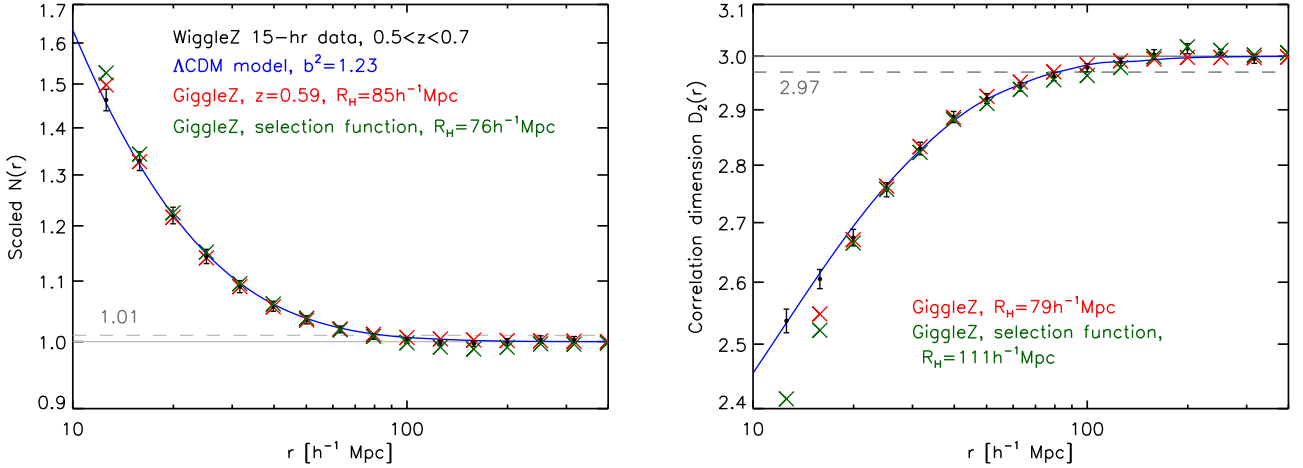 1.7
1.6
1.5
1.4
1.3
1.2
1.1
1.0
0.9
Scaled N(r)
WiggleZ 15-hr data, 0.5<z<0.7
ΛCDM model, b²=1.23
GiggleZ, z=0.59, R_H=85h⁻¹Mpc
GiggleZ, selection function, R_H=76h⁻¹Mpc
1.01
10
100
r [h⁻¹ Mpc]
3.0
2.9
2.8
2.7
2.6
2.5
2.4
Correlation dimension D₂(r)
2.97
GiggleZ, R_H=79h⁻¹Mpc
GiggleZ, selection function,
R_H=111h⁻¹Mpc
10
100
r [h⁻¹ Mpc]